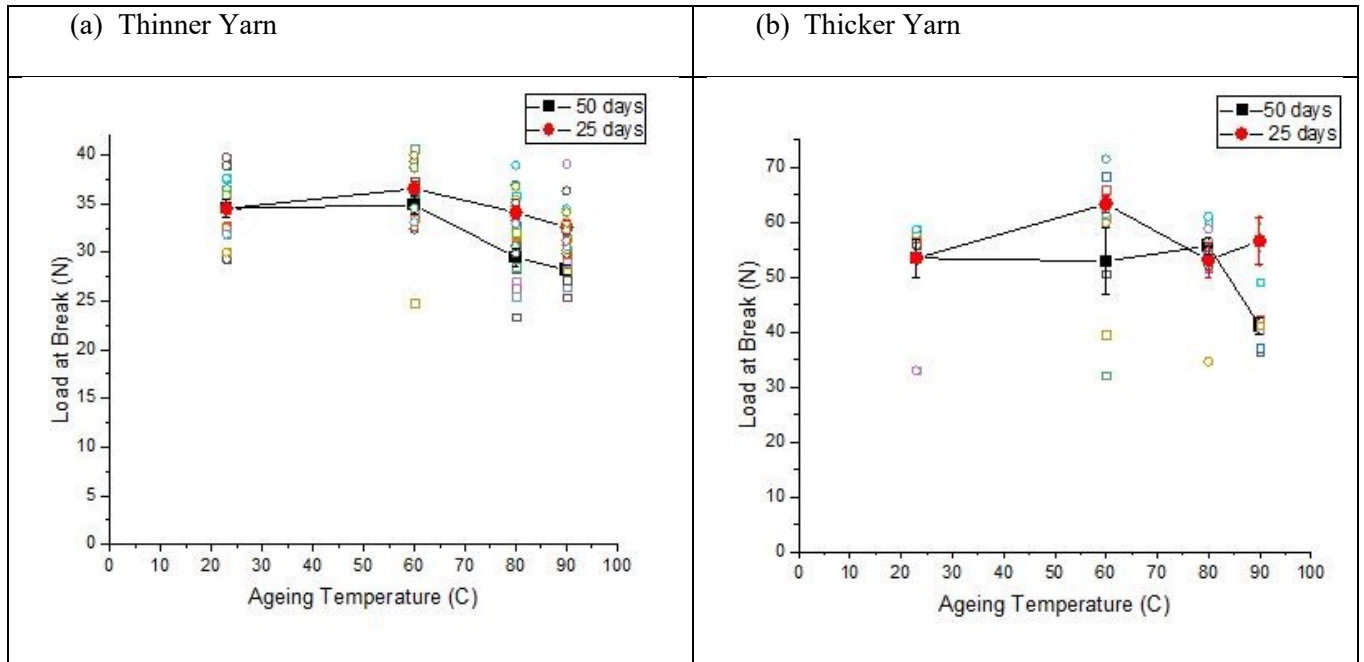 (a) Thinner Yarn
(b) Thicker Yarn
50 days
25 days
40
35
30
25
20
15
10
5
0
Load at Break (N)
0 10 20 30 40 50 60 70 80 90 100
Ageing Temperature (C)
50 days
25 days
70
60
50
40
30
20
10
0
Load at Break (N)
0 10 20 30 40 50 60 70 80 90 100
Ageing Temperature (C)